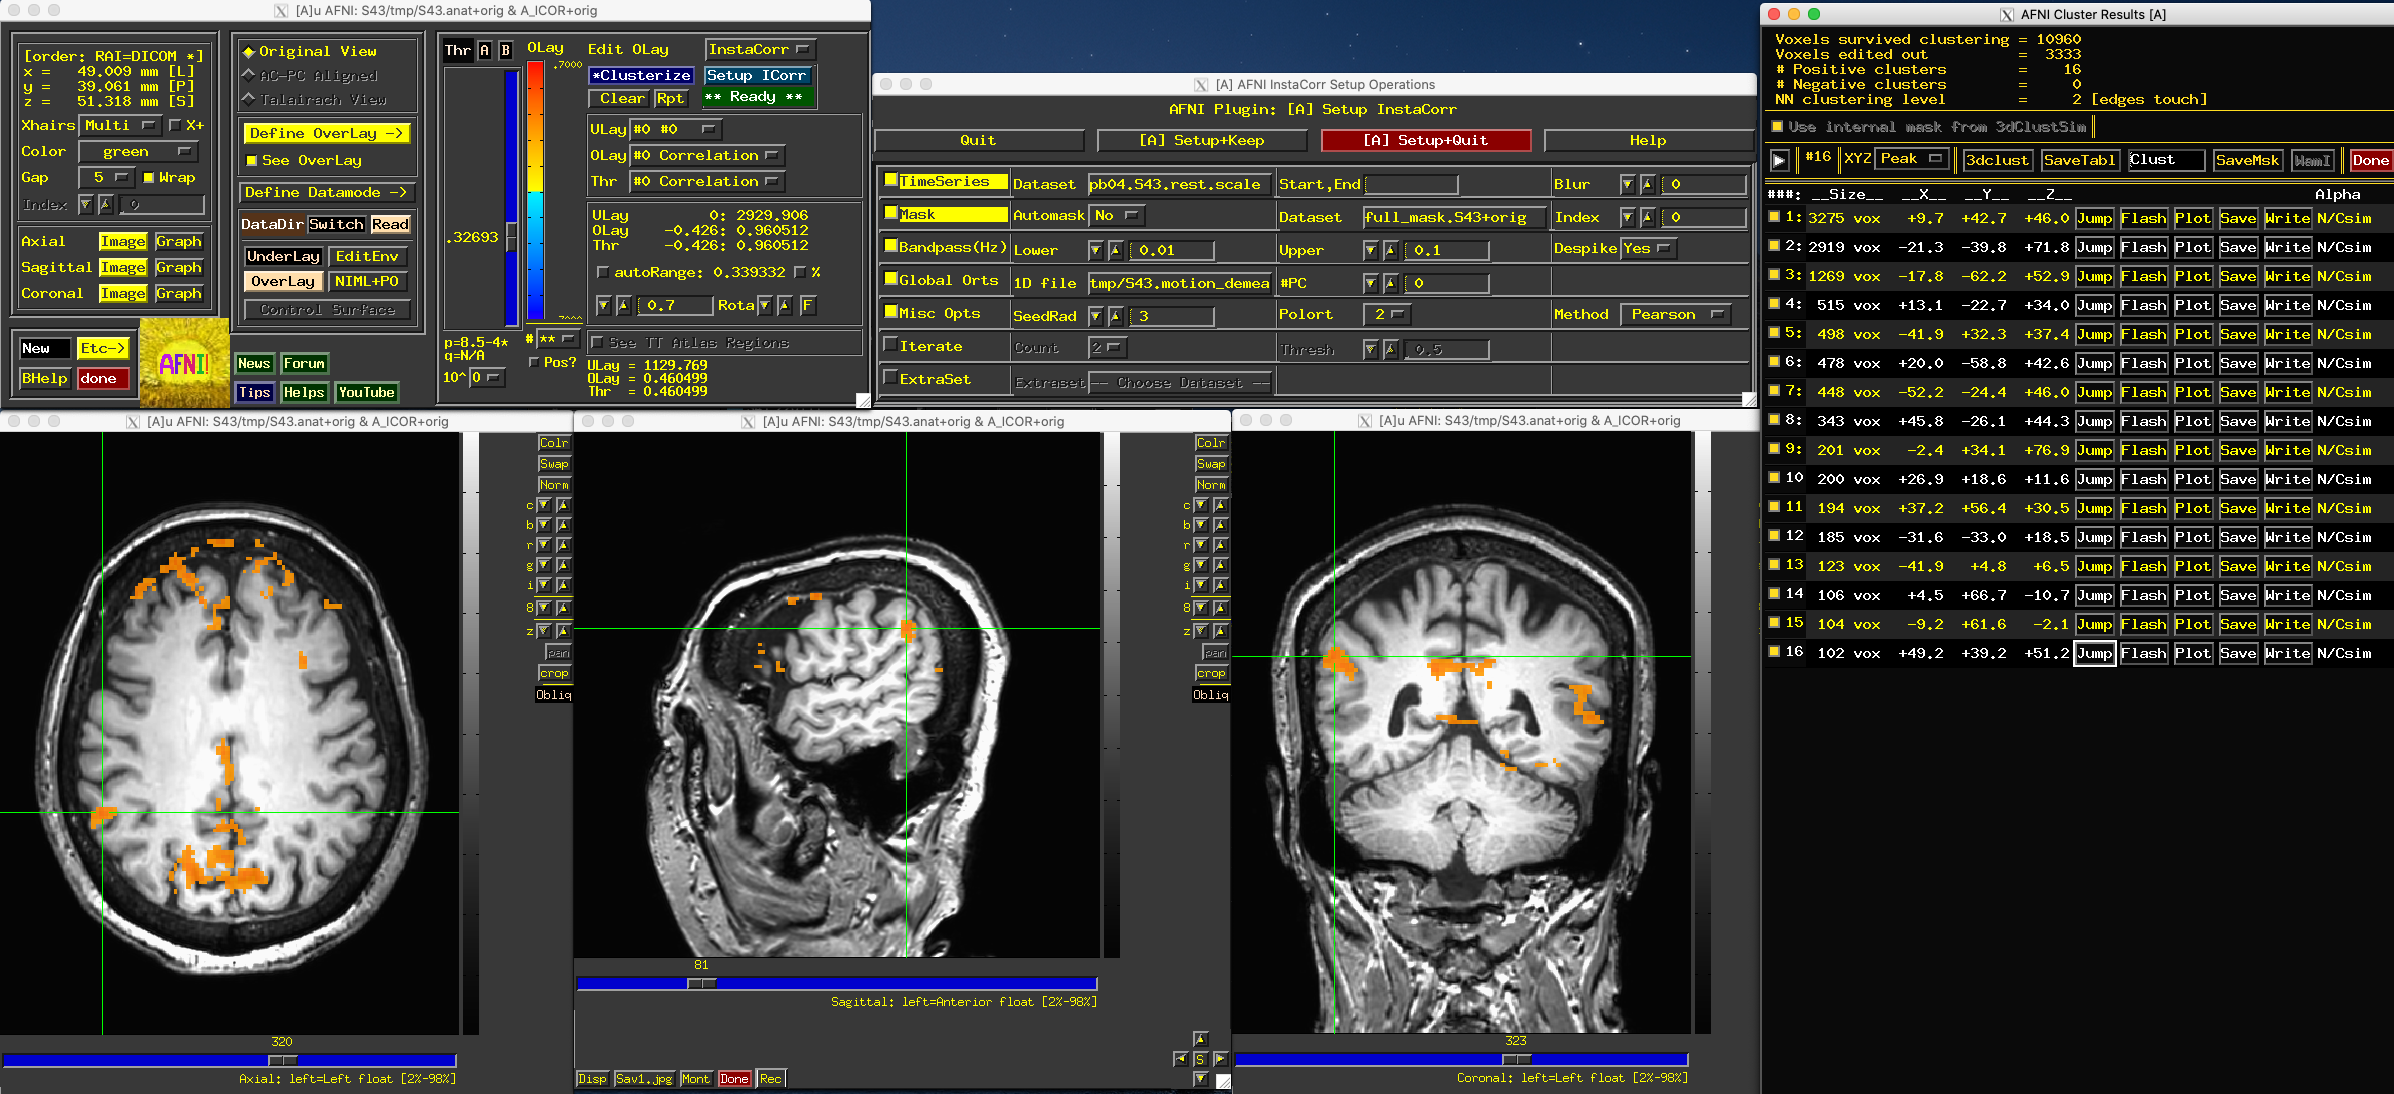 [A]u AFNI: S43/tmp/S43.anat+orig & A_ICOR+orig
[order: RAI=DICOM *]
x = 49.009 mm [L]
y = 39.061 mm [P]
z = 51.318 mm [S]
Xhairs Multi X+
Color green
Gap 5 Wrap
Index 0
Axial Image Graph
Sagittal Image Graph
Coronal Image Graph
New Etc->
BHelp done
AFNI!
Original View
AC-PC Aligned
Talairach View
Define OverLay ->
See OverLay
Define Datamode ->
DataDir Switch Read
UnderLay EditEnv
OverLay NIML+PO
Control Surface
News Forum
Tips Helps YouTube
Thr A B
.32693
p=8.5-4*
q=N/A
10^ 0
OLay
.7000
# **
Pos?
Edit OLay InstaCorr
*Clusterize Setup ICorr
Clear Rpt ** Ready **
ULay #0 #0
OLay #0 Correlation
Thr #0 Correlation
ULay 0: 2929.906
OLay -0.426: 0.960512
Thr -0.426: 0.960512
autoRange: 0.339332 %
0.7 Rota F
See TT Atlas Regions
ULay = 1129.769
OLay = 0.460499
Thr = 0.460499
[A] AFNI InstaCorr Setup Operations
AFNI Plugin: [A] Setup InstaCorr
Quit [A] Setup+Keep [A] Setup+Quit Help
TimeSeries Dataset pb04.S43.rest.scale Start,End Blur 0
Mask Automask No Dataset full_mask.S43+orig Index 0
Bandpass(Hz) Lower 0.01 Upper 0.1 Despike Yes
Global Orts 1D file tmp/S43.motion_demea #PC 0
Misc Opts SeedRad 3 Polort 2 Method Pearson
Iterate Count 2 Thresh 0.5
ExtraSet Extraset -- Choose Dataset --
AFNI Cluster Results [A]
Voxels survived clustering = 10960
Voxels edited out = 3333
# Positive clusters = 16
# Negative clusters = 0
NN clustering level = 2 [edges touch]
Use internal mask from 3dClustSim
#16 XYZ Peak 3dclust SaveTabl Clust SaveMsk WamI Done
###: __Size__ __X__ __Y__ __Z__ Alpha
1: 3275 vox +9.7 +42.7 +46.0 Jump Flash Plot Save Write N/Csim
2: 2919 vox -21.3 -39.8 +71.8 Jump Flash Plot Save Write N/Csim
3: 1269 vox -17.8 -62.2 +52.9 Jump Flash Plot Save Write N/Csim
4: 515 vox +13.1 -22.7 +34.0 Jump Flash Plot Save Write N/Csim
5: 498 vox -41.9 +32.3 +37.4 Jump Flash Plot Save Write N/Csim
6: 478 vox +20.0 -58.8 +42.6 Jump Flash Plot Save Write N/Csim
7: 448 vox -52.2 -24.4 +46.0 Jump Flash Plot Save Write N/Csim
8: 343 vox +45.8 -26.1 +44.3 Jump Flash Plot Save Write N/Csim
9: 201 vox -2.4 +34.1 +76.9 Jump Flash Plot Save Write N/Csim
10 200 vox +26.9 +18.6 +11.6 Jump Flash Plot Save Write N/Csim
11 194 vox +37.2 +56.4 +30.5 Jump Flash Plot Save Write N/Csim
12 185 vox -31.6 -33.0 +18.5 Jump Flash Plot Save Write N/Csim
13 123 vox -41.9 +4.8 +6.5 Jump Flash Plot Save Write N/Csim
14 106 vox +4.5 +66.7 -10.7 Jump Flash Plot Save Write N/Csim
15 104 vox -9.2 +61.6 -2.1 Jump Flash Plot Save Write N/Csim
16 102 vox +49.2 +39.2 +51.2 Jump Flash Plot Save Write N/Csim
[A]u AFNI: S43/tmp/S43.anat+orig & A_ICOR+orig
Colr
Swap
Norm
c
b
r
g
i
8
z
pan
crop
Obliq
320
Axial: left=Left float [2%-98%]
[A]u AFNI: S43/tmp/S43.anat+orig & A_ICOR+orig
Colr
Swap
Norm
c
b
r
g
i
8
z
pan
crop
Obliq
81
Sagittal: left=Anterior float [2%-98%]
S
Disp Sav1.jpg Mont Done Rec
[A]u AFNI: S43/tmp/S43.anat+orig & A_ICOR+orig
323
Coronal: left=Left float [2%-98%]